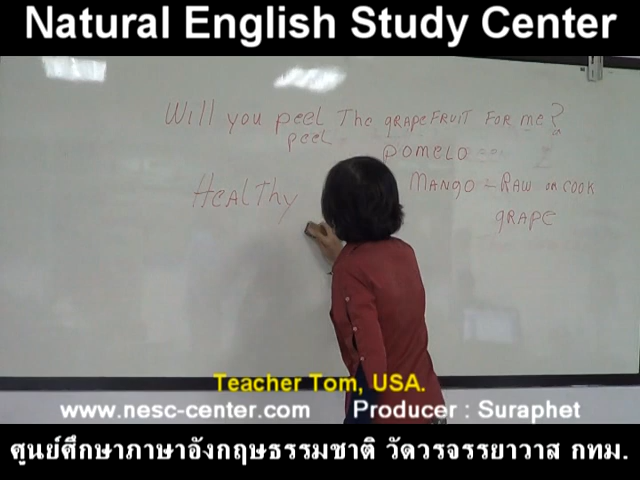 Natural English Study Center
Will you peel The GRAPEFRUIT FOR me?
peel
POMELO
HeALThy
MANGO - RAW or COOK
GRAPE
Teacher Tom, USA.
www.nesc-center.com Producer : Suraphet
ศูนย์ศึกษาภาษาอังกฤษธรรมชาติ วัดวรจรรยาวาส กทม.